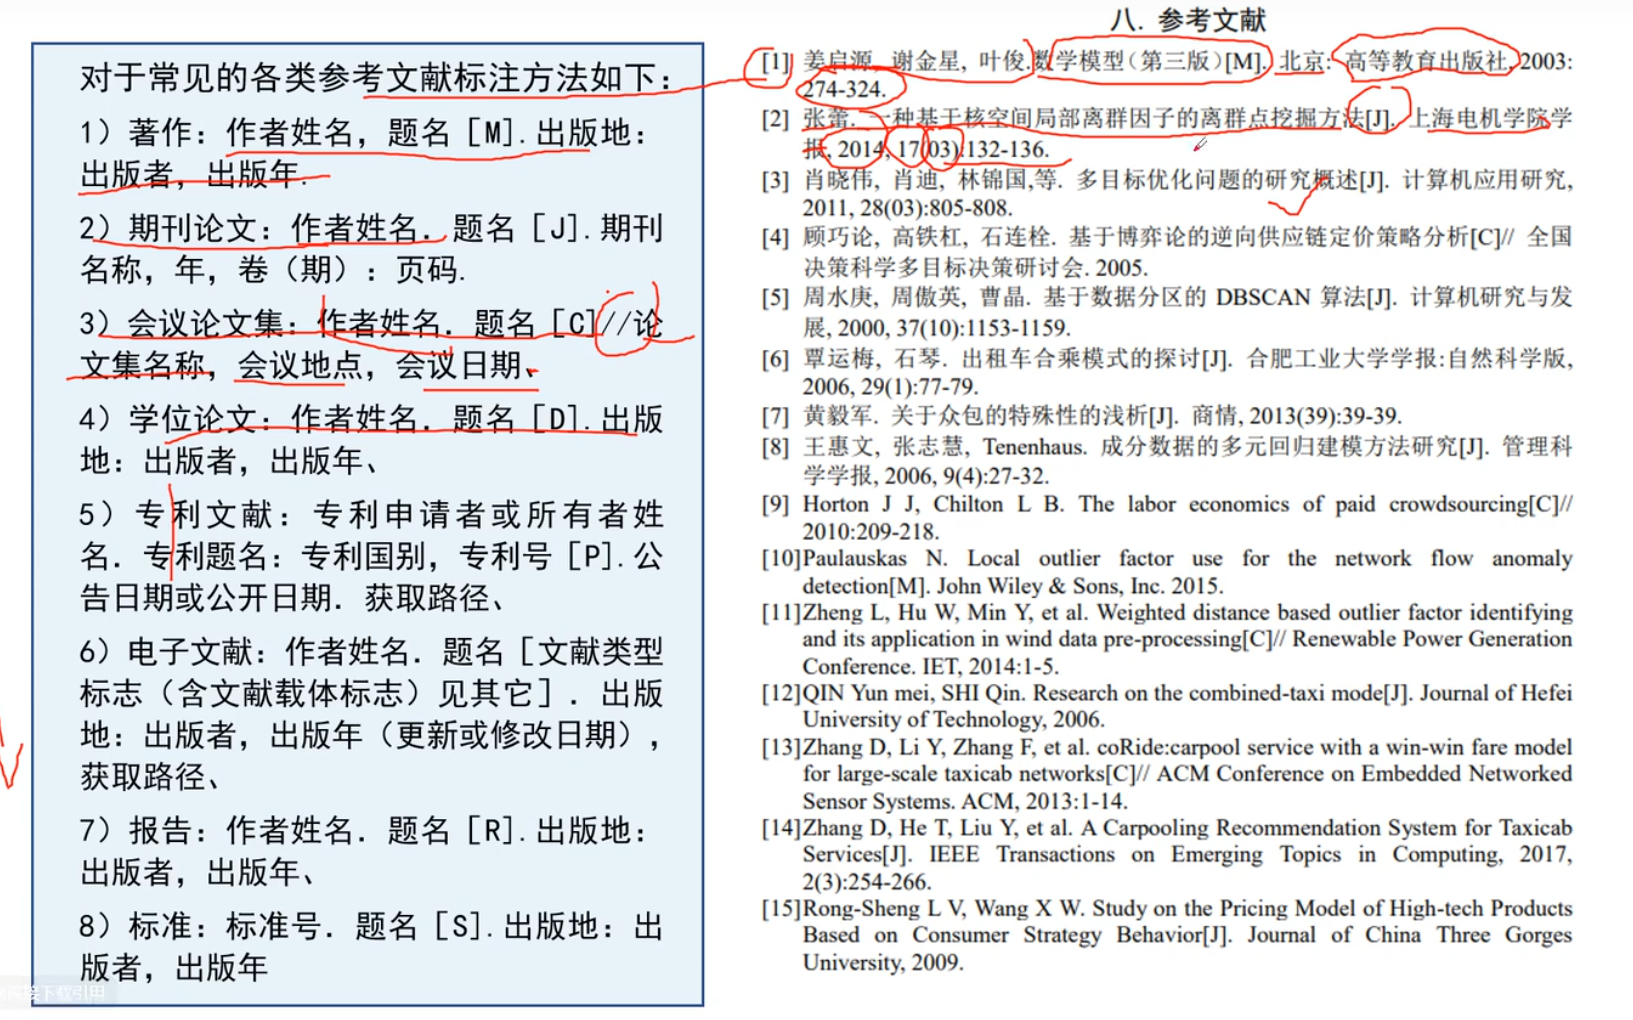 对于常见的各类参考文献标注方法如下：
1）著作：作者姓名，题名［M］.出版地：
出版者，出版年.
2）期刊论文：作者姓名．题名［J］.期刊
名称，年，卷（期）：页码.
3）会议论文集：作者姓名．题名［C］//论
文集名称，会议地点，会议日期、
4）学位论文：作者姓名．题名［D］.出版
地：出版者，出版年、
5）专利文献：专利申请者或所有者姓
名．专利题名：专利国别，专利号［P］.公
告日期或公开日期．获取路径、
6）电子文献：作者姓名．题名［文献类型
标志（含文献载体标志）见其它］．出版
地：出版者，出版年（更新或修改日期），
获取路径、
7）报告：作者姓名．题名［R］.出版地：
出版者，出版年、
8）标准：标准号．题名［S］.出版地：出
版者，出版年
八. 参考文献
[1] 姜启源, 谢金星, 叶俊.数学模型（第三版）[M]. 北京: 高等教育出版社, 2003:
274-324.
[2] 张蕾. 一种基于核空间局部离群因子的离群点挖掘方法[J]. 上海电机学院学
报, 2014, 17(03):132-136.
[3] 肖晓伟, 肖迪, 林锦国,等. 多目标优化问题的研究概述[J]. 计算机应用研究,
2011, 28(03):805-808.
[4] 顾巧论, 高铁杠, 石连栓. 基于博弈论的逆向供应链定价策略分析[C]// 全国
决策科学多目标决策研讨会. 2005.
[5] 周水庚, 周傲英, 曹晶. 基于数据分区的 DBSCAN 算法[J]. 计算机研究与发
展, 2000, 37(10):1153-1159.
[6] 覃运梅, 石琴. 出租车合乘模式的探讨[J]. 合肥工业大学学报:自然科学版,
2006, 29(1):77-79.
[7] 黄毅军. 关于众包的特殊性的浅析[J]. 商情, 2013(39):39-39.
[8] 王惠文, 张志慧, Tenenhaus. 成分数据的多元回归建模方法研究[J]. 管理科
学学报, 2006, 9(4):27-32.
[9] Horton J J, Chilton L B. The labor economics of paid crowdsourcing[C]//
2010:209-218.
[10]Paulauskas N. Local outlier factor use for the network flow anomaly
detection[M]. John Wiley & Sons, Inc. 2015.
[11]Zheng L, Hu W, Min Y, et al. Weighted distance based outlier factor identifying
and its application in wind data pre-processing[C]// Renewable Power Generation
Conference. IET, 2014:1-5.
[12]QIN Yun mei, SHI Qin. Research on the combined-taxi mode[J]. Journal of Hefei
University of Technology, 2006.
[13]Zhang D, Li Y, Zhang F, et al. coRide:carpool service with a win-win fare model
for large-scale taxicab networks[C]// ACM Conference on Embedded Networked
Sensor Systems. ACM, 2013:1-14.
[14]Zhang D, He T, Liu Y, et al. A Carpooling Recommendation System for Taxicab
Services[J]. IEEE Transactions on Emerging Topics in Computing, 2017,
2(3):254-266.
[15]Rong-Sheng L V, Wang X W. Study on the Pricing Model of High-tech Products
Based on Consumer Strategy Behavior[J]. Journal of China Three Gorges
University, 2009.